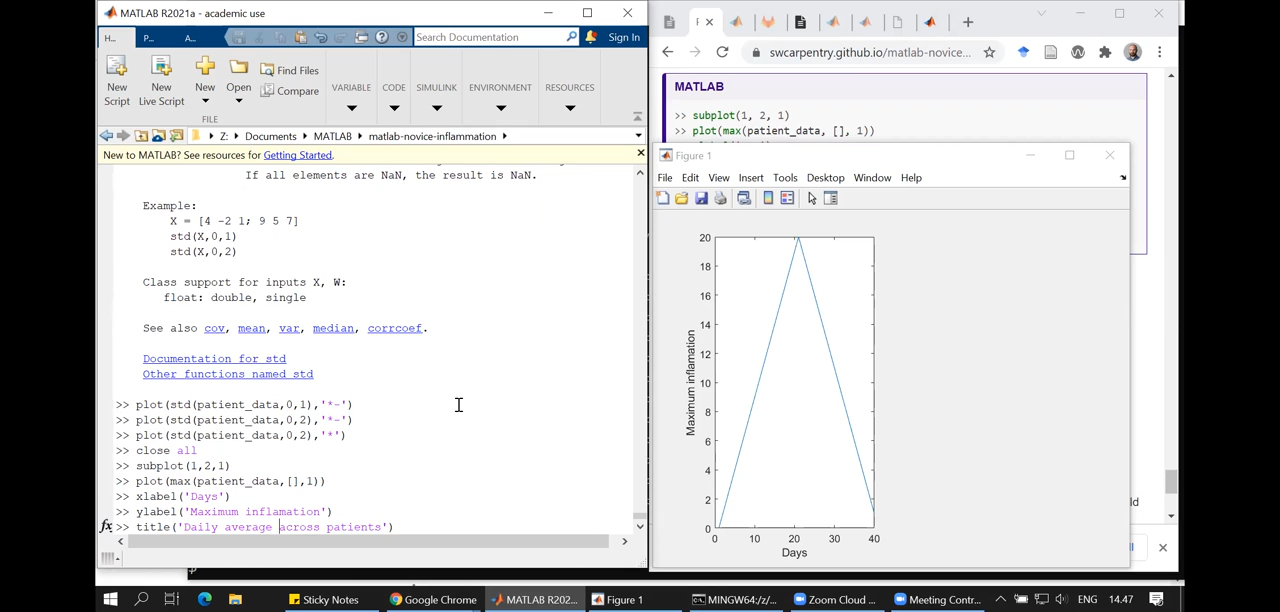 MATLAB R2021a - academic use
H... P... A... Search Documentation Sign In
New Script
New Live Script
New
Open
Find Files
Compare
FILE
VARIABLE
CODE
SIMULINK
ENVIRONMENT
RESOURCES
Z: Documents MATLAB matlab-novice-inflammation
New to MATLAB? See resources for Getting Started.
If all elements are NaN, the result is NaN.
Example:
X = [4 -2 1; 9 5 7]
std(X,0,1)
std(X,0,2)
Class support for inputs X, W:
float: double, single
See also cov, mean, var, median, corrcoef.
Documentation for std
Other functions named std
>> plot(std(patient_data,0,1),'*-')
>> plot(std(patient_data,0,2),'*-')
>> plot(std(patient_data,0,2),'*')
>> close all
>> subplot(1,2,1)
>> plot(max(patient_data,[],1))
>> xlabel('Days')
>> ylabel('Maximum inflamation')
fx >> title('Daily average across patients')
swcarpentry.github.io/matlab-novice...
MATLAB
>> subplot(1, 2, 1)
>> plot(max(patient_data, [], 1))
Figure 1
File Edit View Insert Tools Desktop Window Help
20
18
16
14
12
10
8
6
4
2
0
Maximum inflamation
0 10 20 30 40
Days
ld
Sticky Notes
Google Chrome
MATLAB R202...
Figure 1
MINGW64:/z/...
Zoom Cloud ...
Meeting Contr...
ENG
14.47